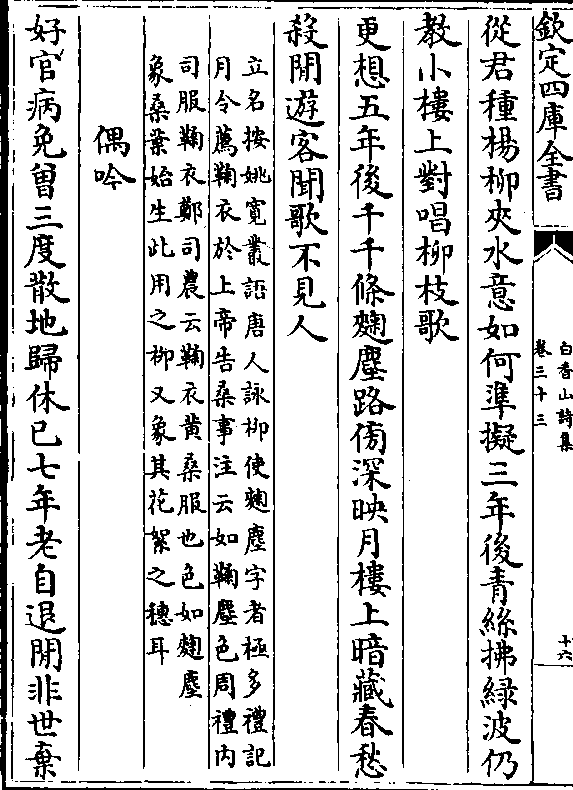 欽定四庫全書
白香山詩集
卷三十三
十六
從君種楊柳夾水意如何準擬三年後青絲拂緑波仍
教小樓上對唱柳枝歌
更想五年後千千條麴塵路傍深映月樓上暗藏春愁
殺閒遊客聞歌不見人
立名按姚寛叢語唐人詠柳使麴塵字者極多禮記
月令薦鞠衣於上帝告桑事注云如鞠塵色周禮内
司服鞠衣鄭司農云鞠衣黄桑服也色如麴塵
象桑葉始生此用之柳又象其花絮之穗耳
偶吟
好官病免曾三度散地歸休已七年老自退閒非世棄